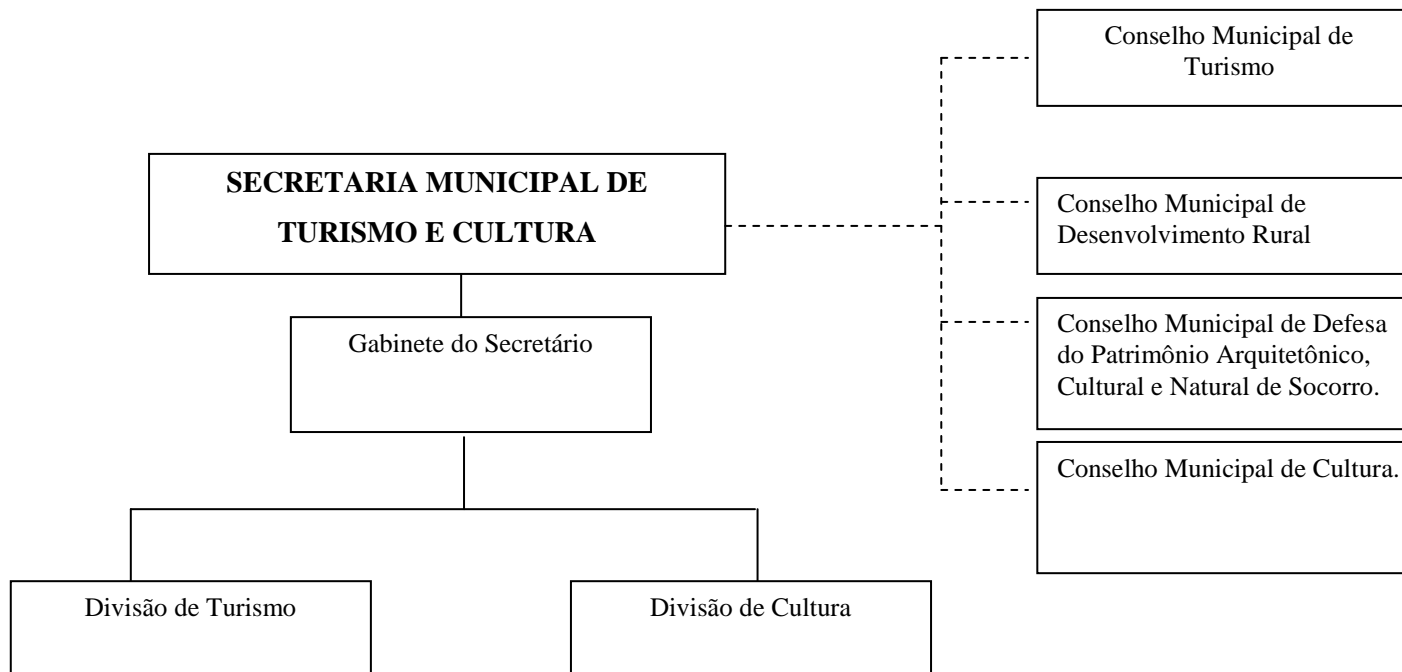 Conselho Municipal de
Turismo
SECRETARIA MUNICIPAL DE
TURISMO E CULTURA
Conselho Municipal de
Desenvolvimento Rural
Gabinete do Secretário
Conselho Municipal de Defesa
do Patrimônio Arquitetônico,
Cultural e Natural de Socorro.
Conselho Municipal de Cultura.
Divisão de Turismo
Divisão de Cultura